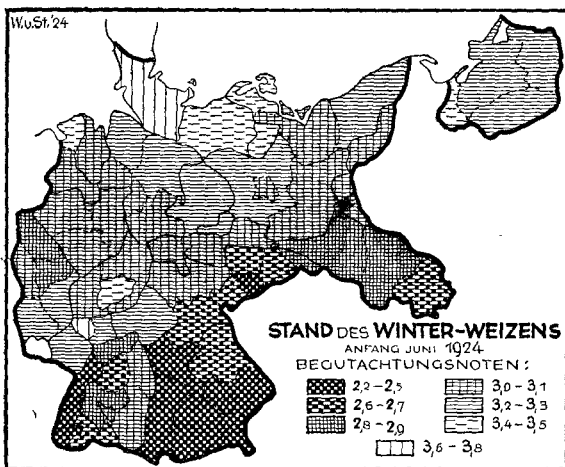 W.u.St.'24
STAND DES WINTER-WEIZENS
ANFANG JUNI 1924
BEGUTACHTUNGSNOTEN:
2,2-2,5
2,6-2,7
2,8-2,9
3,0-3,1
3,2-3,3
3,4-3,5
3,6-3,8